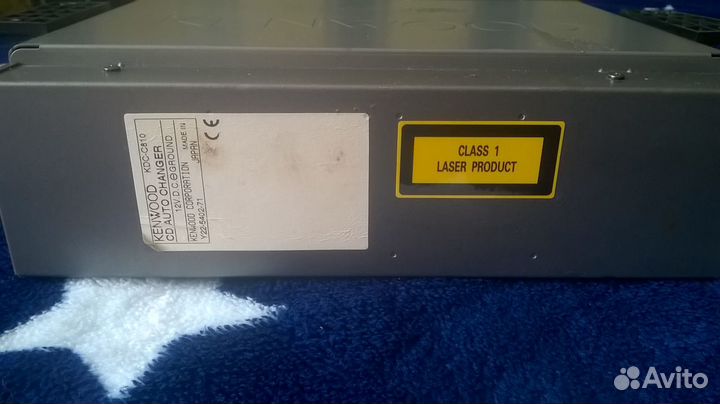 KENWOOD KDC-C810
CD AUTO CHANGER
12V D.C. ⊖GROUND
KENWOOD CORPORATION MADE IN JAPAN
Y22-5402-71
CE
CLASS 1
LASER PRODUCT
Avito